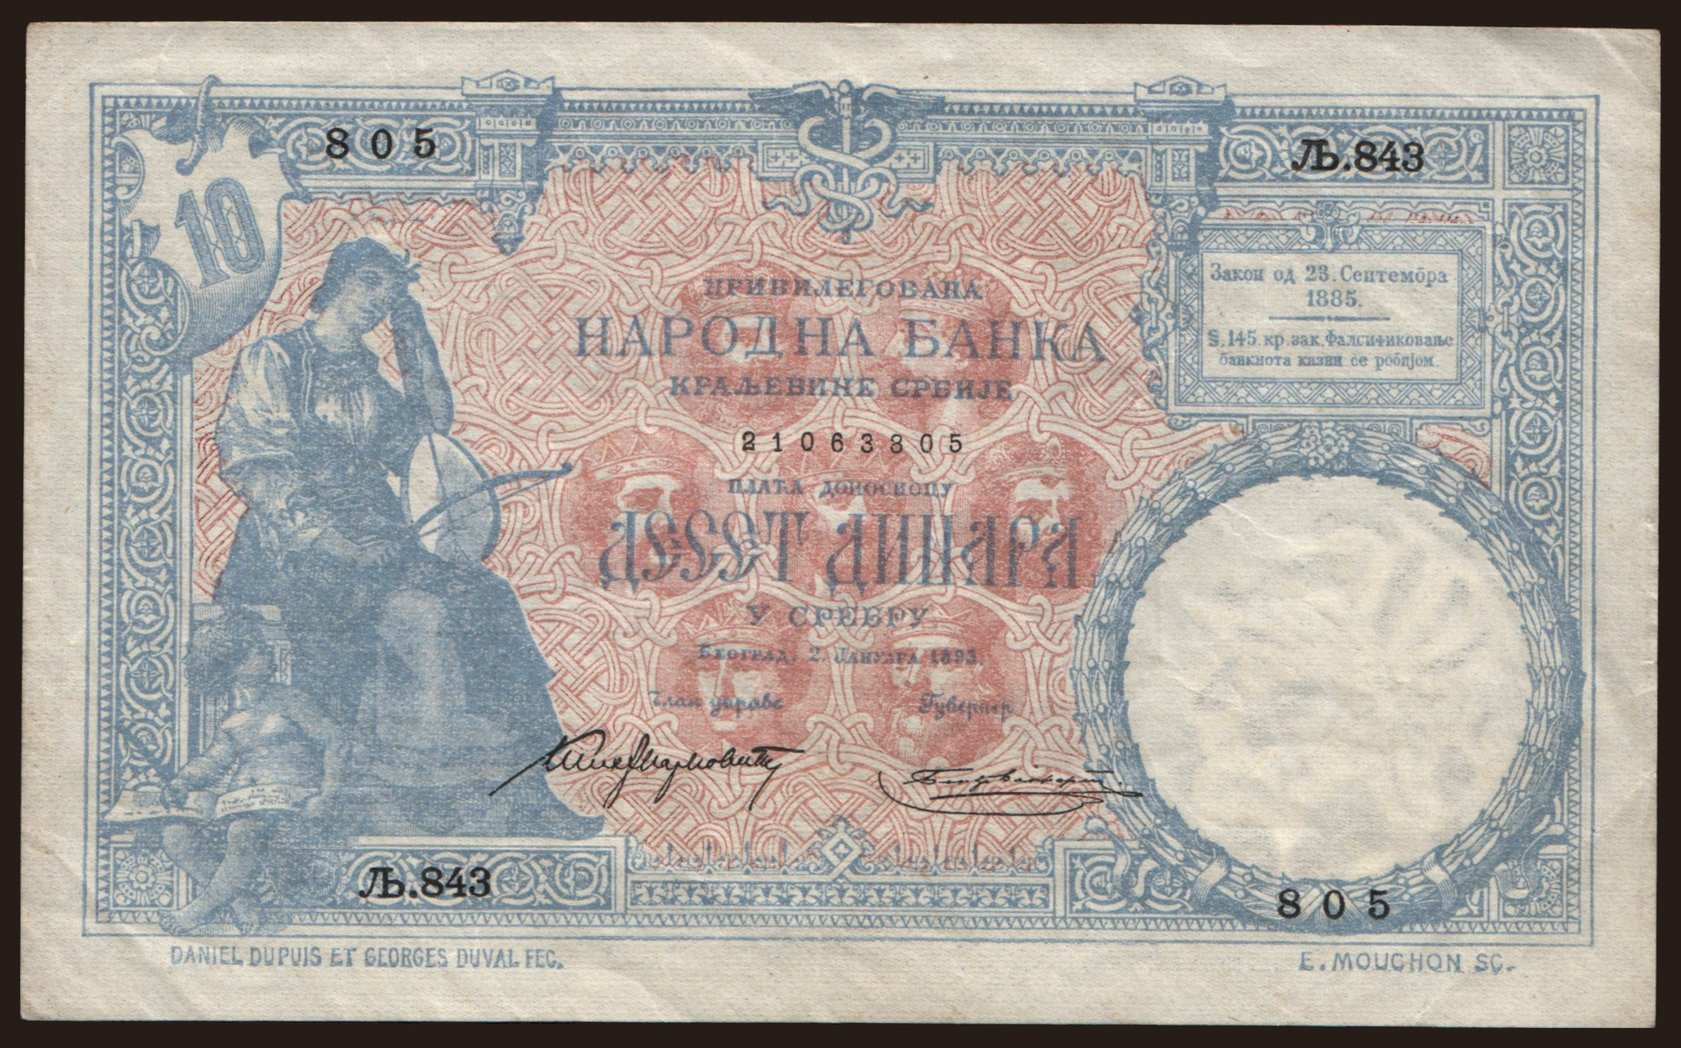 10
805
Љ.843
Закон од 23. Септембра
1885.
§. 145. кр. зак. Фалсификовање
банкнота казни се робијом.
ПРИВИЛЕГОВАНА
НАРОДНА БАНКА
КРАЉЕВИНЕ СРБИЈЕ
21063805
ПЛАЋА ДОНОСИОЦУ
ДЕСЕТ ДИНАРА
У СРЕБРУ
БЕОГРАД, 2. ЈАНУАРА 1893.
Члан управе Гувернер
Љ.843
805
DANIEL DUPUIS ET GEORGES DUVAL FEC.
E. MOUCHON SC.